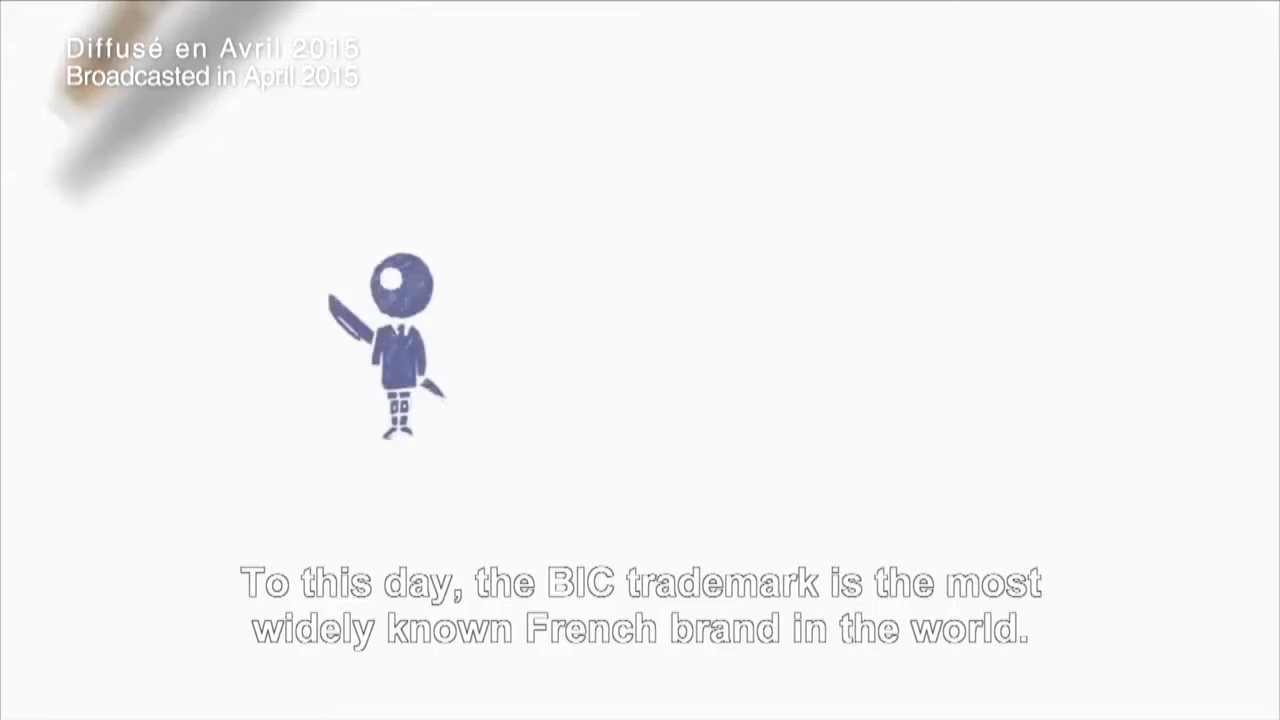 Diffusé en Avril 2015
Broadcasted in April 2015
To this day, the BIC trademark is the most
widely known French brand in the world.